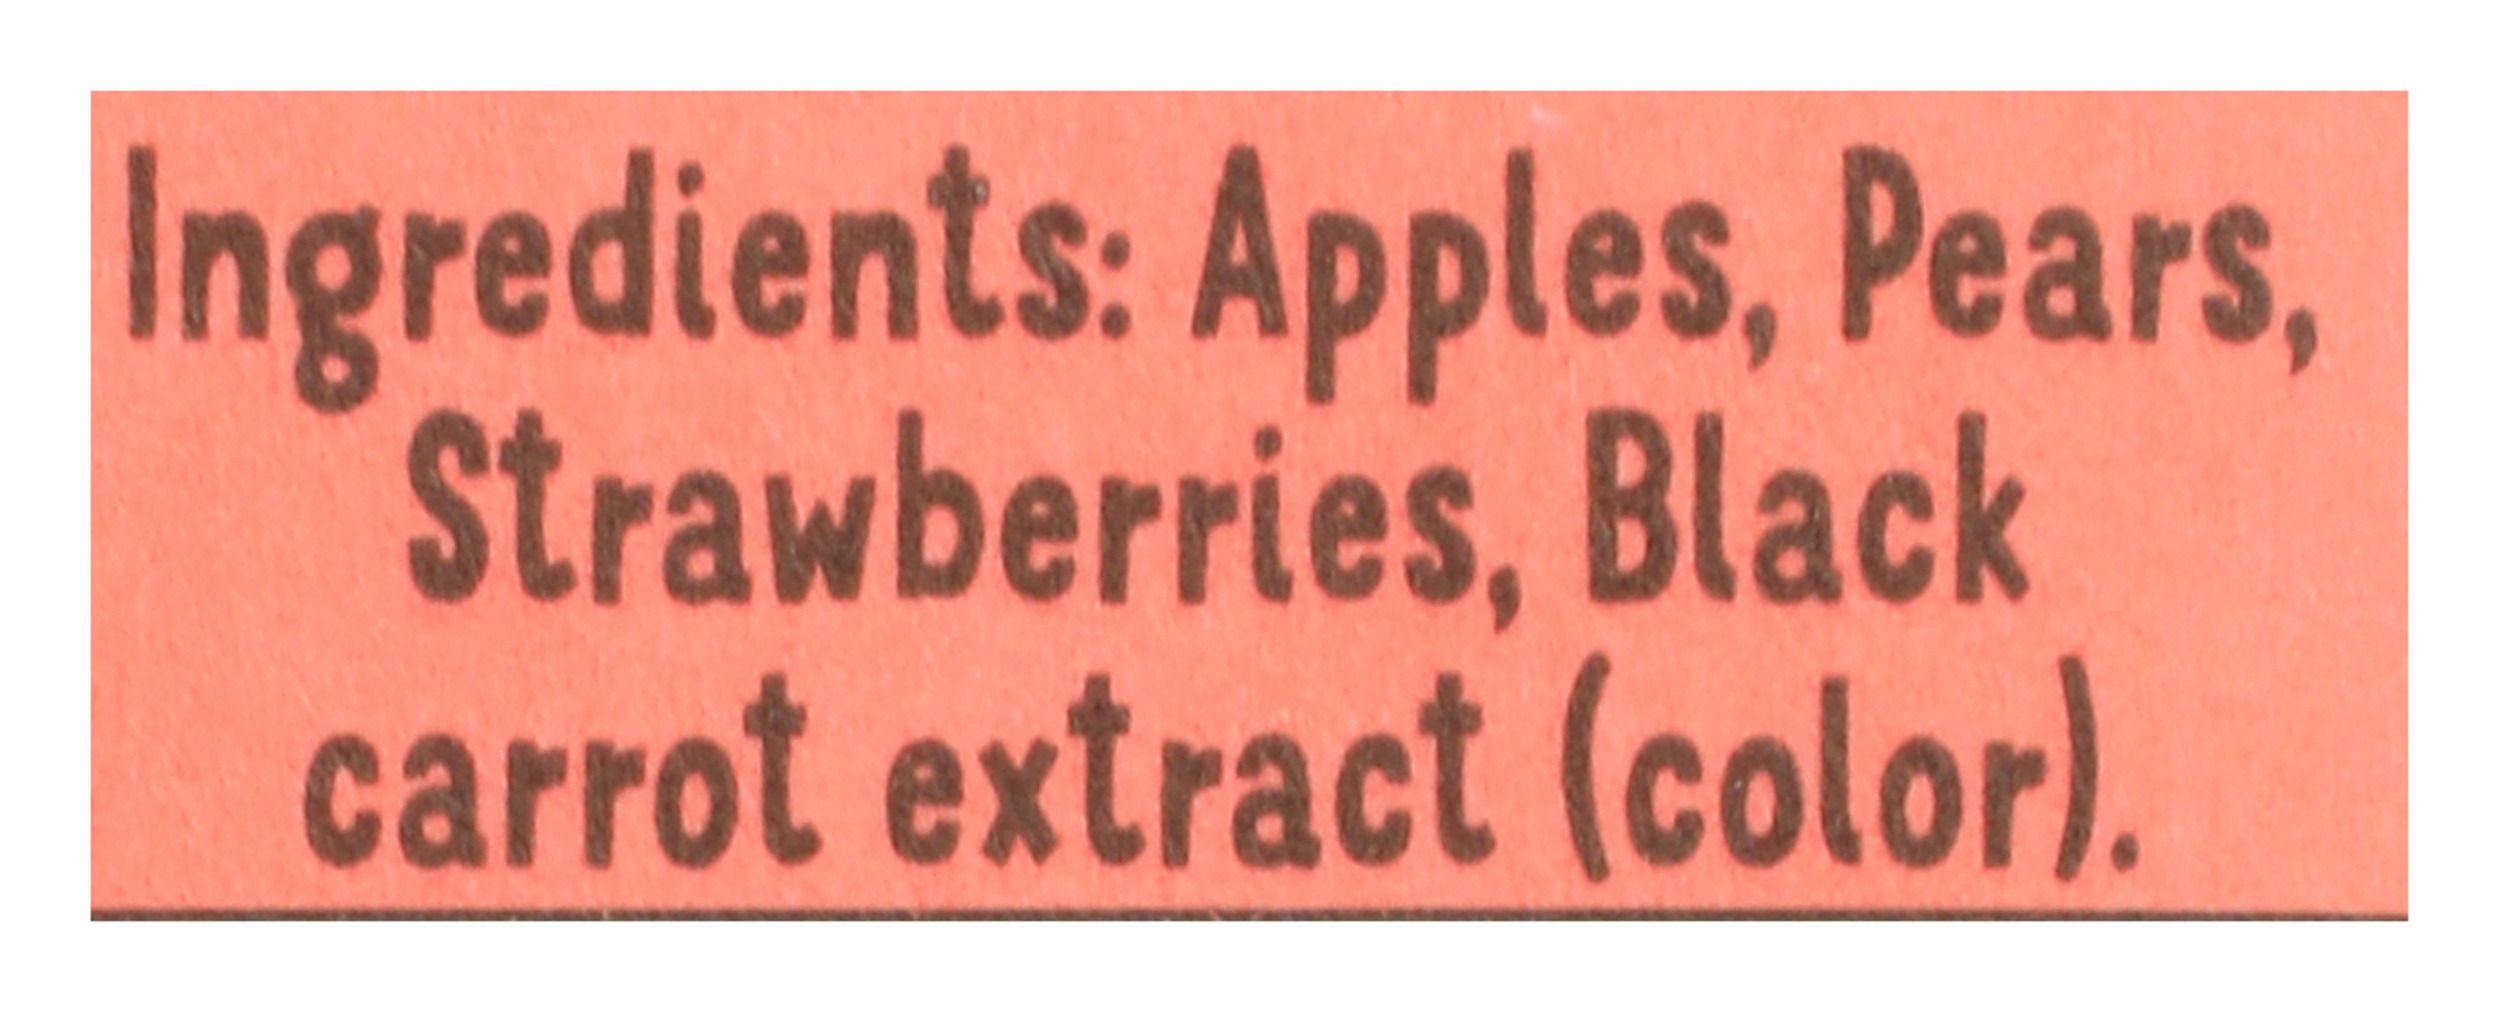 Ingredients: Apples, Pears,
Strawberries, Black
carrot extract (color).